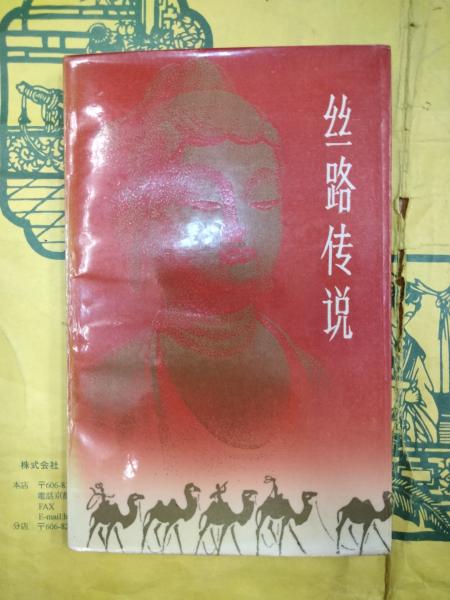 丝路传说
株式会社
本店 〒606-8
電話京都
FAX
E-mail:
分店 〒606-82